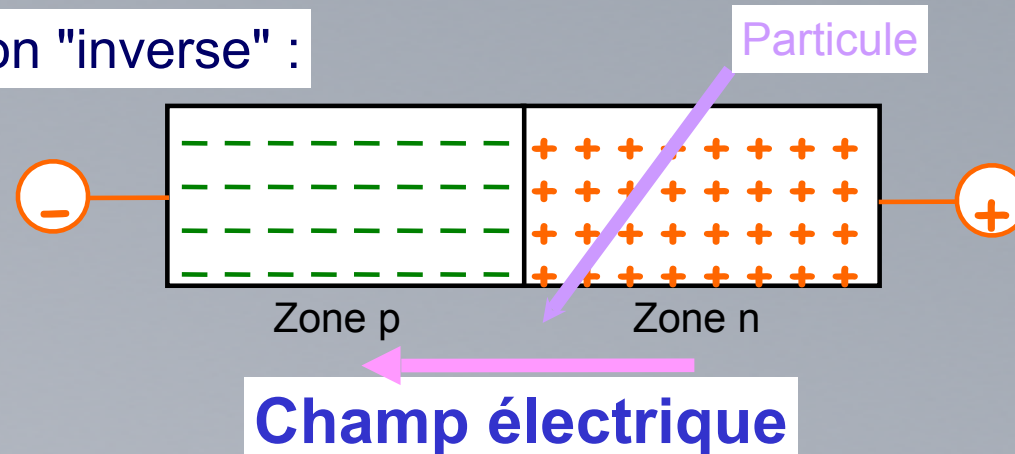 on "inverse" :
Particule
Zone p
Zone n
Champ électrique